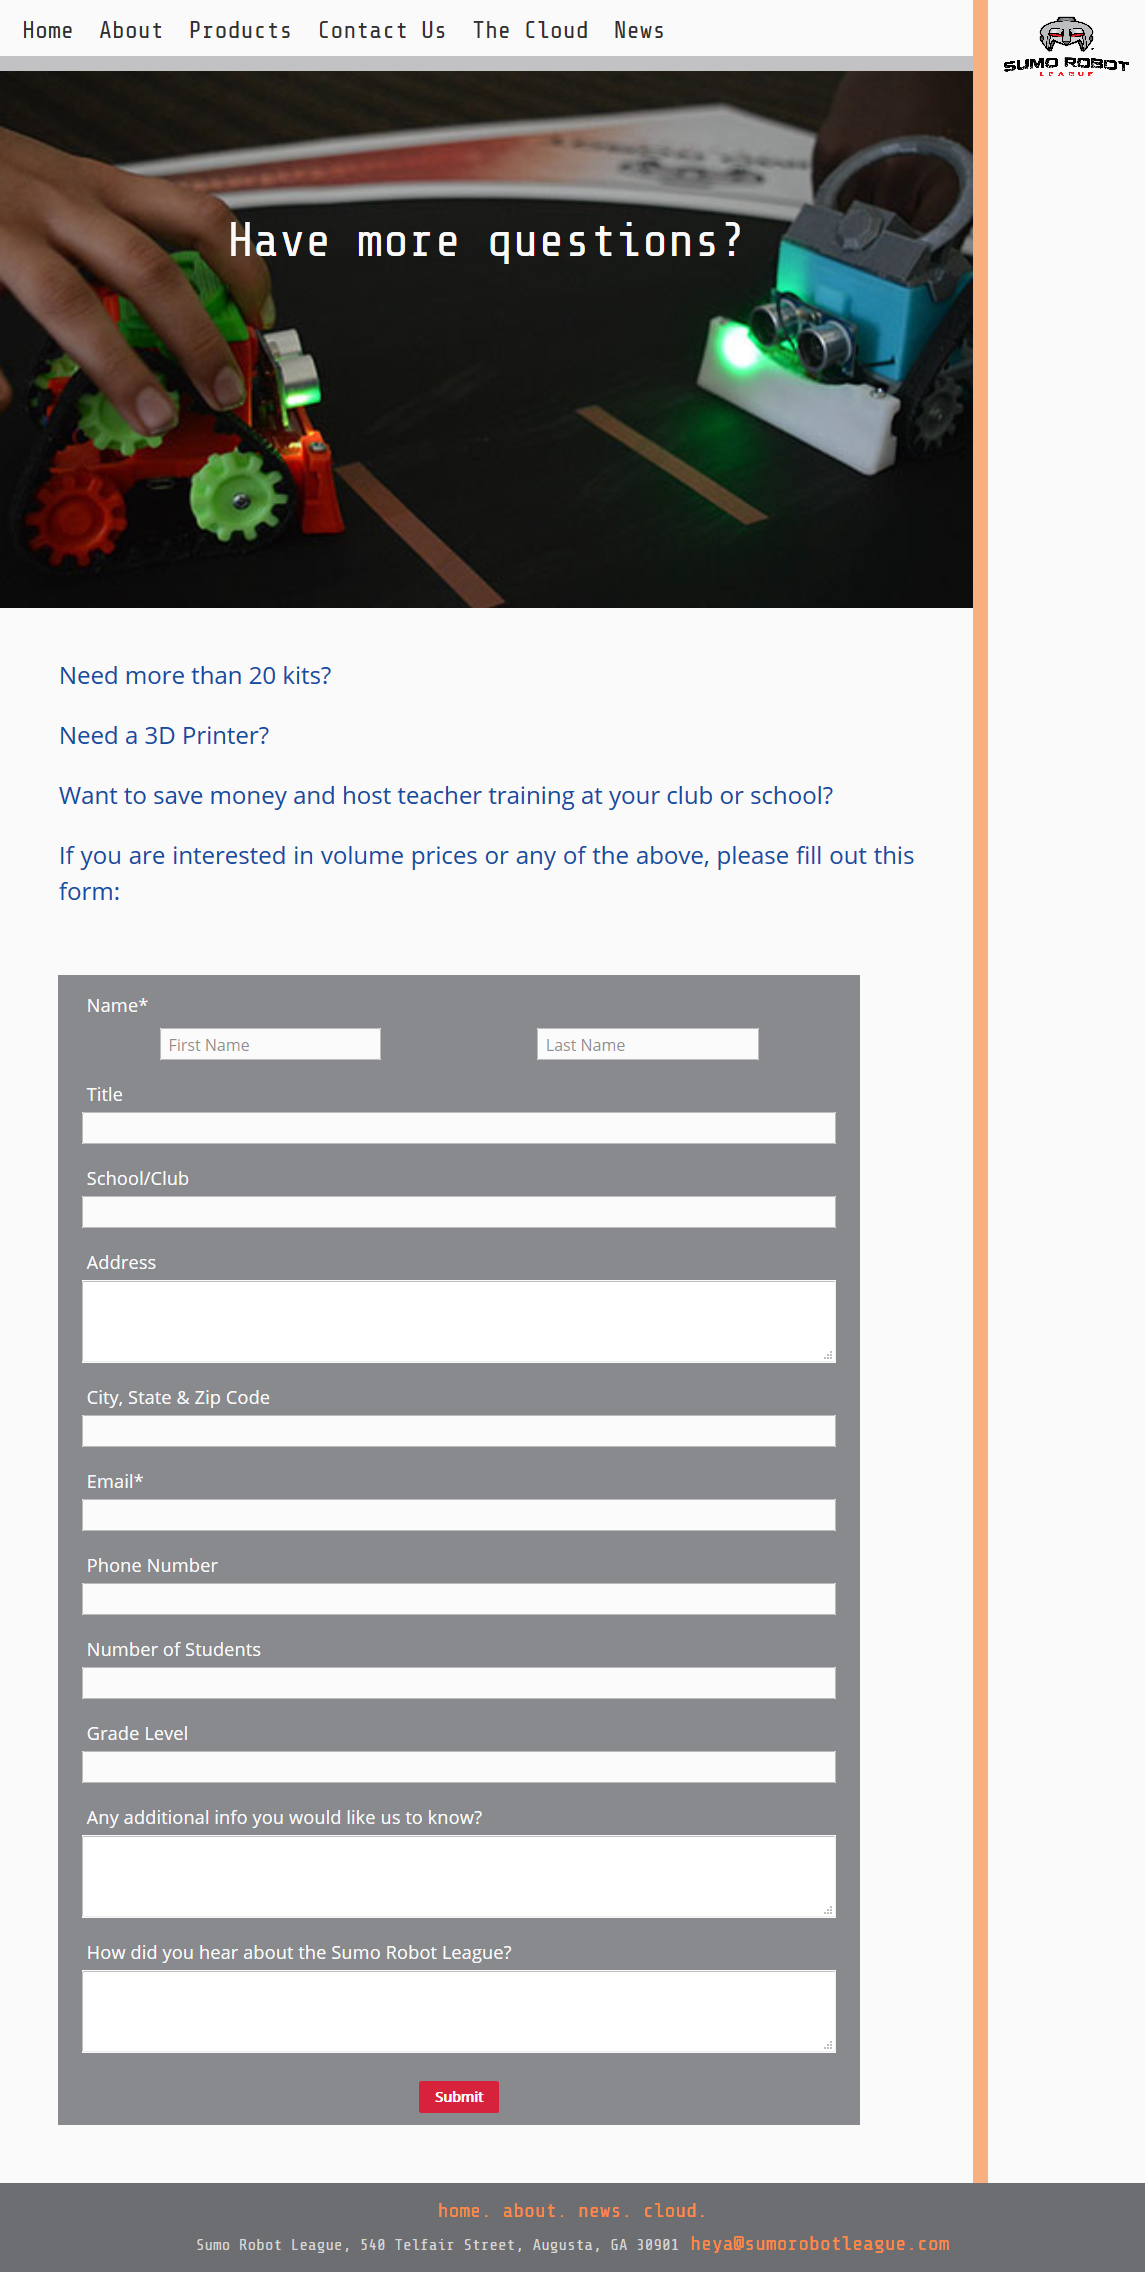 Home About Products Contact Us The Cloud News
SUMO ROBOT
LEAGUE
Have more questions?
Need more than 20 kits?
Need a 3D Printer?
Want to save money and host teacher training at your club or school?
If you are interested in volume prices or any of the above, please fill out this
form:
Name*
First Name Last Name
Title
School/Club
Address
City, State & Zip Code
Email*
Phone Number
Number of Students
Grade Level
Any additional info you would like us to know?
How did you hear about the Sumo Robot League?
Submit
home. about. news. cloud.
Sumo Robot League, 540 Telfair Street, Augusta, GA 30901 heya@sumorobotleague.com